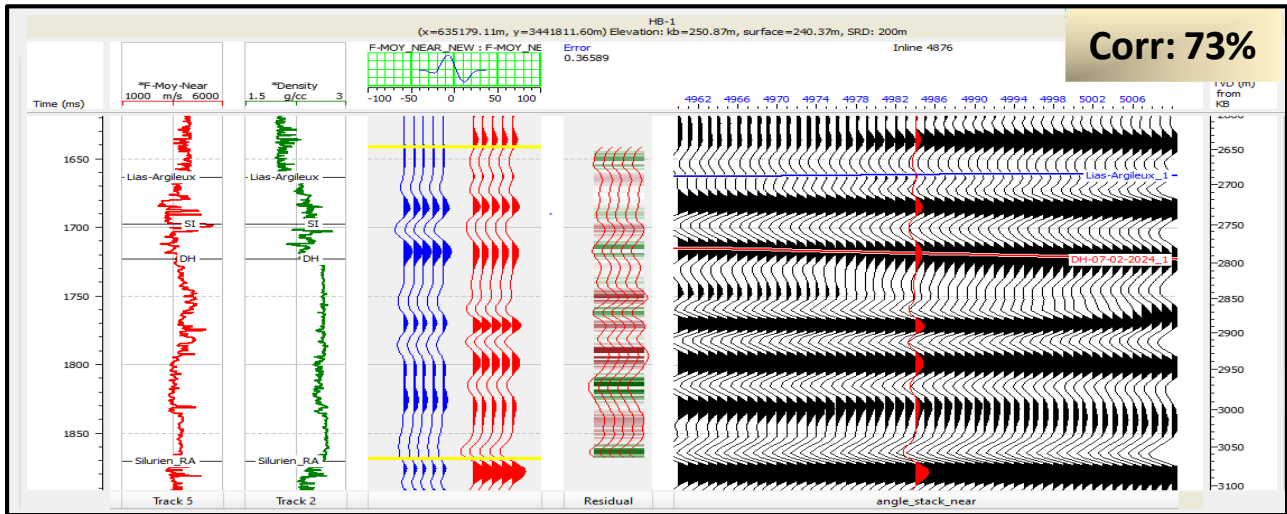 HB-1
(x=635179.11m, y=3441811.60m) Elevation: kb=250.87m, surface=240.37m, SRD: 200m
Corr: 73%
F-MOY_NEAR_NEW : F-MOY_NE
Error
0.36589
Inline 4876
*F-Moy-Near
1000 m/s 6000
*Density
1.5 g/cc 3
-100 -50 0 50 100
4962 4966 4970 4974 4978 4982 4986 4990 4994 4998 5002 5006
Time (ms)
TVD (m)
from
KB
1650
1700
1750
1800
1850
Lias-Argileux
SI
DH
Silurien_RA
Lias-Argileux
SI
DH
Silurien_RA
Lias-Argileux_1
DH-07-02-2024_1
2650
2700
2750
2800
2850
2900
2950
3000
3050
3100
Track 5
Track 2
Residual
angle_stack_near